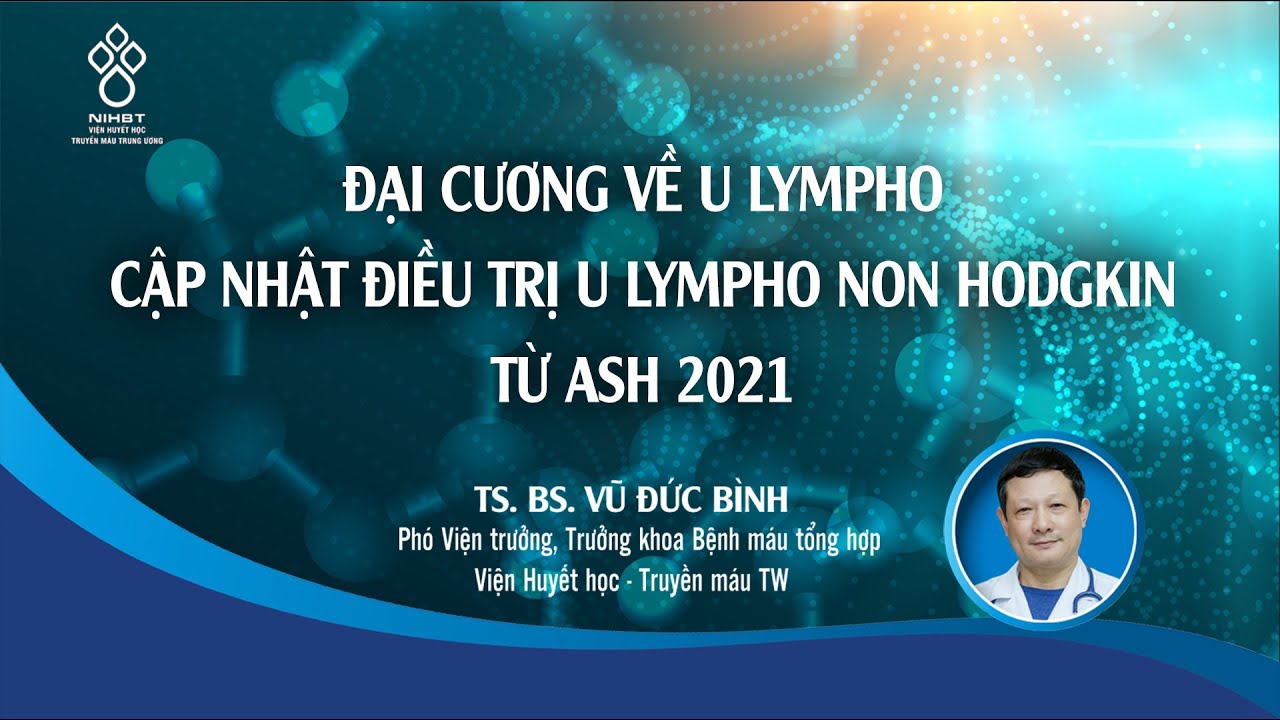 NIHBT
VIỆN HUYẾT HỌC
TRUYỀN MÁU TRUNG ƯƠNG
ĐẠI CƯƠNG VỀ U LYMPHO
CẬP NHẬT ĐIỀU TRỊ U LYMPHO NON HODGKIN
TỪ ASH 2021
TS. BS. VŨ ĐỨC BÌNH
Phó Viện trưởng, Trưởng khoa Bệnh máu tổng hợp
Viện Huyết học - Truyền máu TW